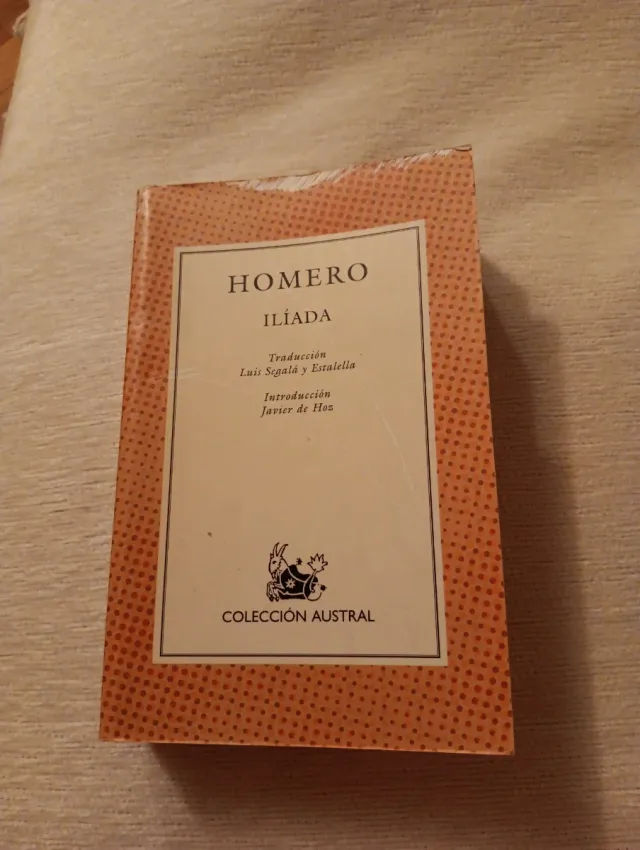 HOMERO
ILÍADA
Traducción
Luis Segalá y Estalella
Introducción
Javier de Hoz
COLECCIÓN AUSTRAL